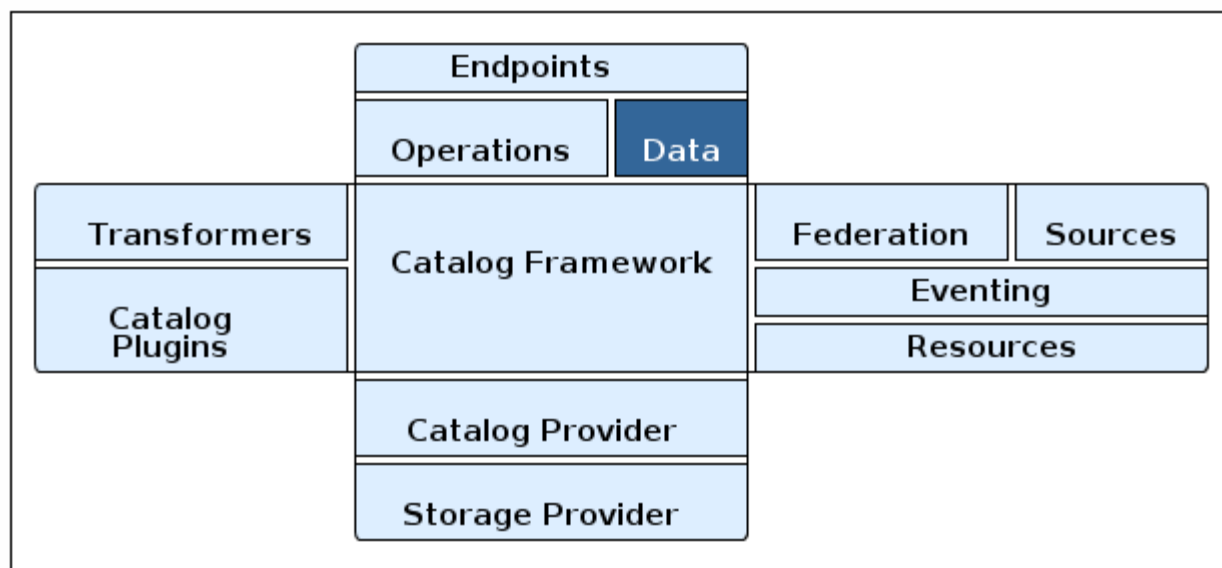 Endpoints
Operations
Data
Transformers
Catalog Framework
Federation
Sources
Eventing
Catalog
Plugins
Resources
Catalog Provider
Storage Provider